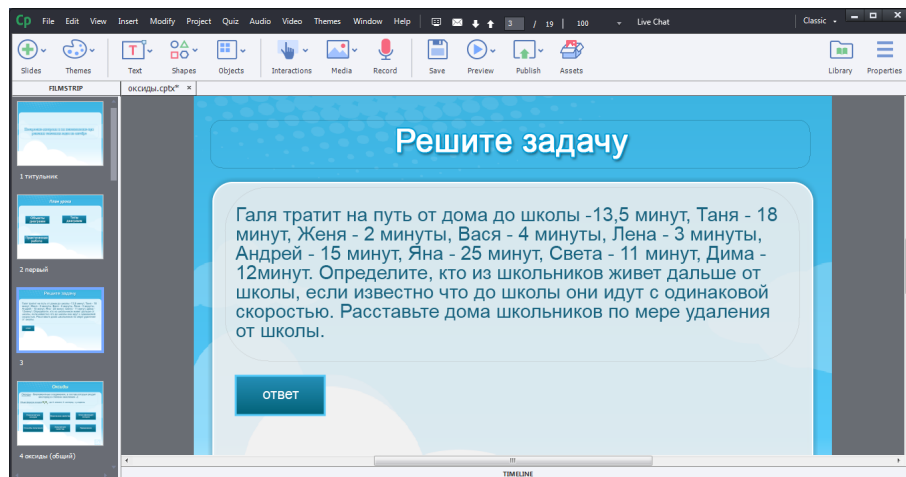 Cp File Edit View Insert Modify Project Quiz Audio Video Themes Window Help 3 / 19 100 Live Chat Classic
Slides Themes Text Shapes Objects Interactions Media Record Save Preview Publish Assets Library Properties
FILMSTRIP
оксиды.cptx* ×
1 титульник
План урока
2 первый
Решите задачу
3
Оксиды
4 оксиды (общий)
Решите задачу
Галя тратит на путь от дома до школы -13,5 минут, Таня - 18
минут, Женя - 2 минуты, Вася - 4 минуты, Лена - 3 минуты,
Андрей - 15 минут, Яна - 25 минут, Света - 11 минут, Дима -
12минут. Определите, кто из школьников живет дальше от
школы, если известно что до школы они идут с одинаковой
скоростью. Расставьте дома школьников по мере удаления
от школы.
ответ
TIMELINE